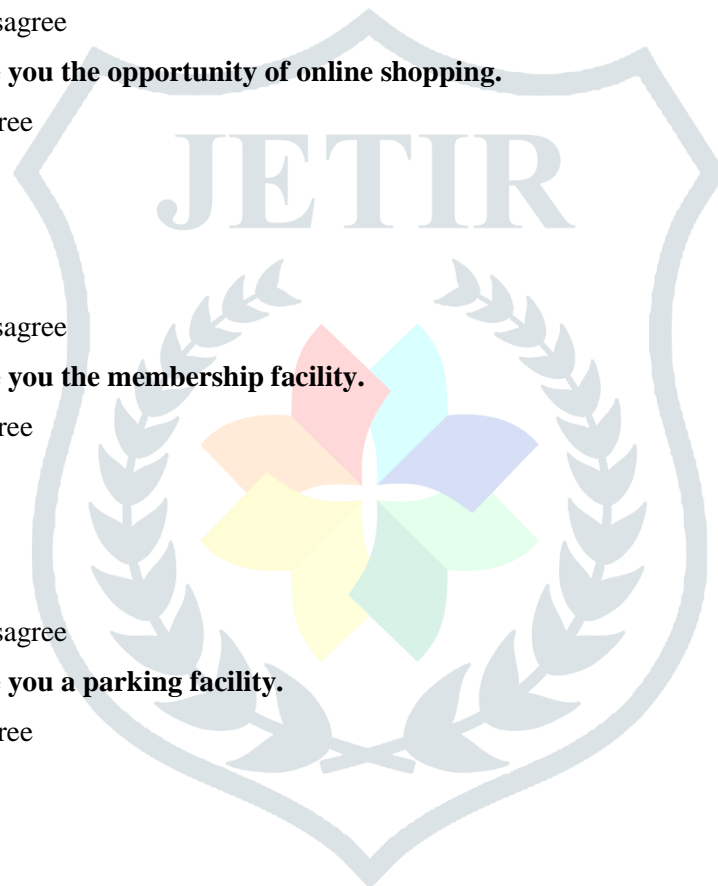 sagree
you the opportunity of online shopping.
ree
JETIR
sagree
you the membership facility.
ree
sagree
you a parking facility.
ree